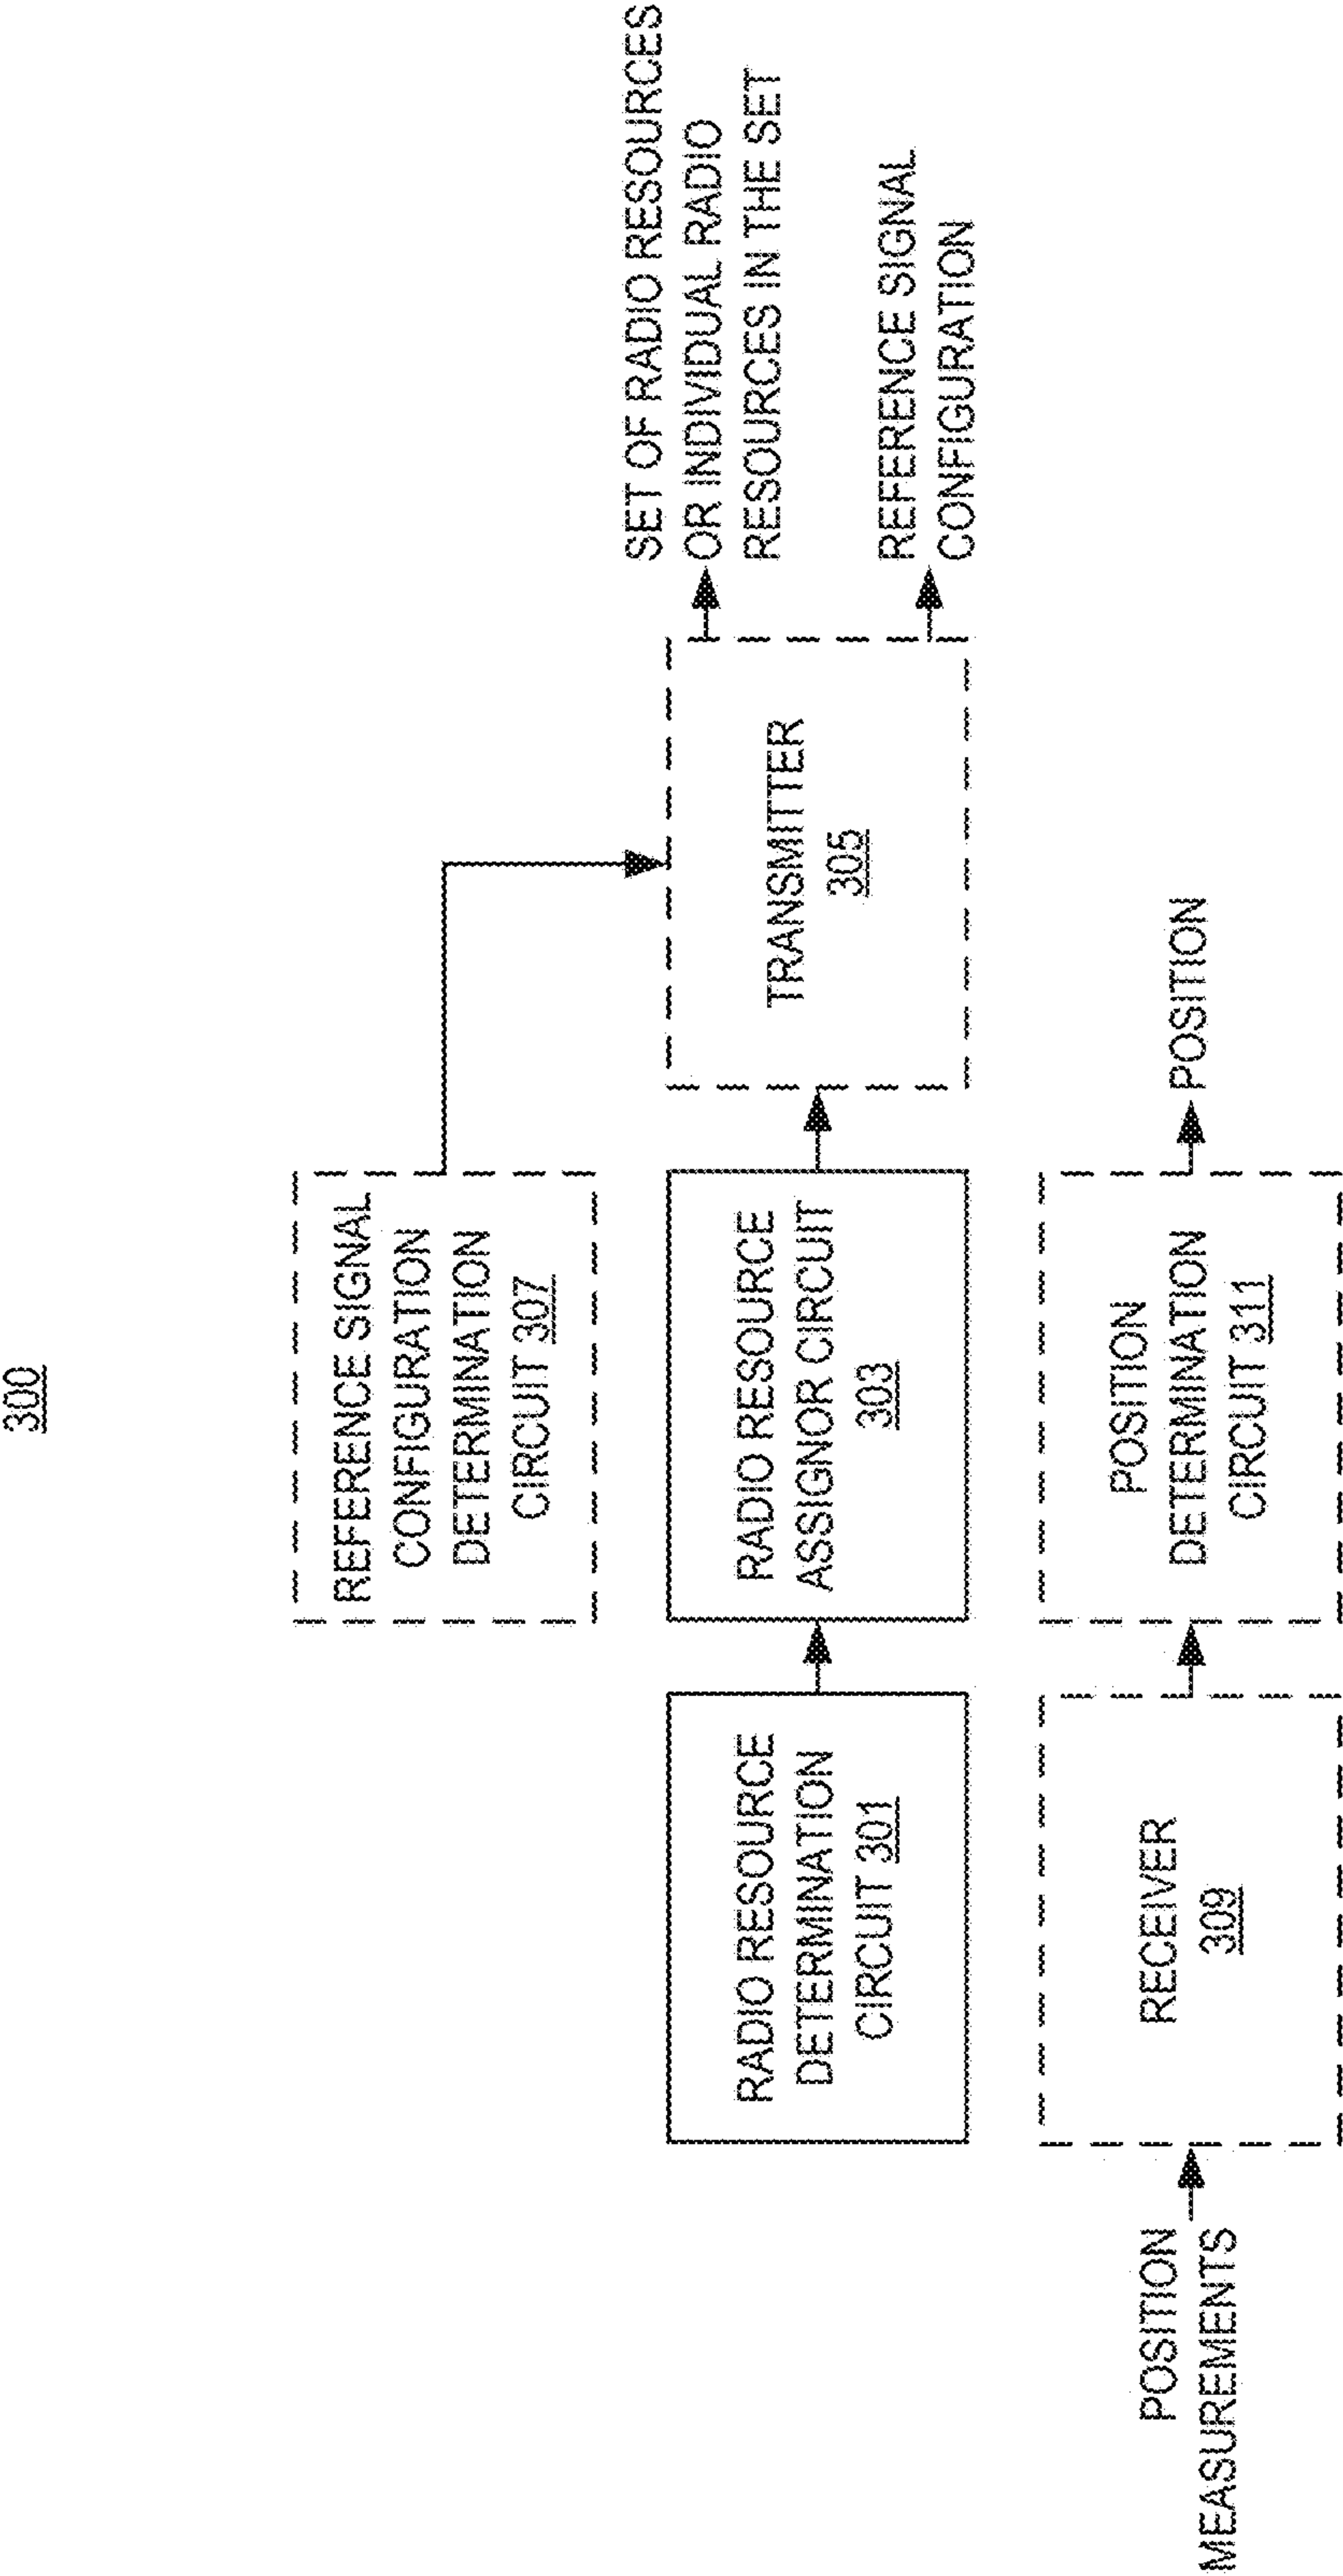 300
REFERENCE SIGNAL
CONFIGURATION
DETERMINATION
CIRCUIT 307
RADIO RESOURCE
DETERMINATION
CIRCUIT 301
RADIO RESOURCE
ASSIGNOR CIRCUIT
303
TRANSMITTER
305
SET OF RADIO RESOURCES
OR INDIVIDUAL RADIO
RESOURCES IN THE SET
REFERENCE SIGNAL
CONFIGURATION
POSITION
MEASUREMENTS
RECEIVER
309
POSITION
DETERMINATION
CIRCUIT 311
POSITION